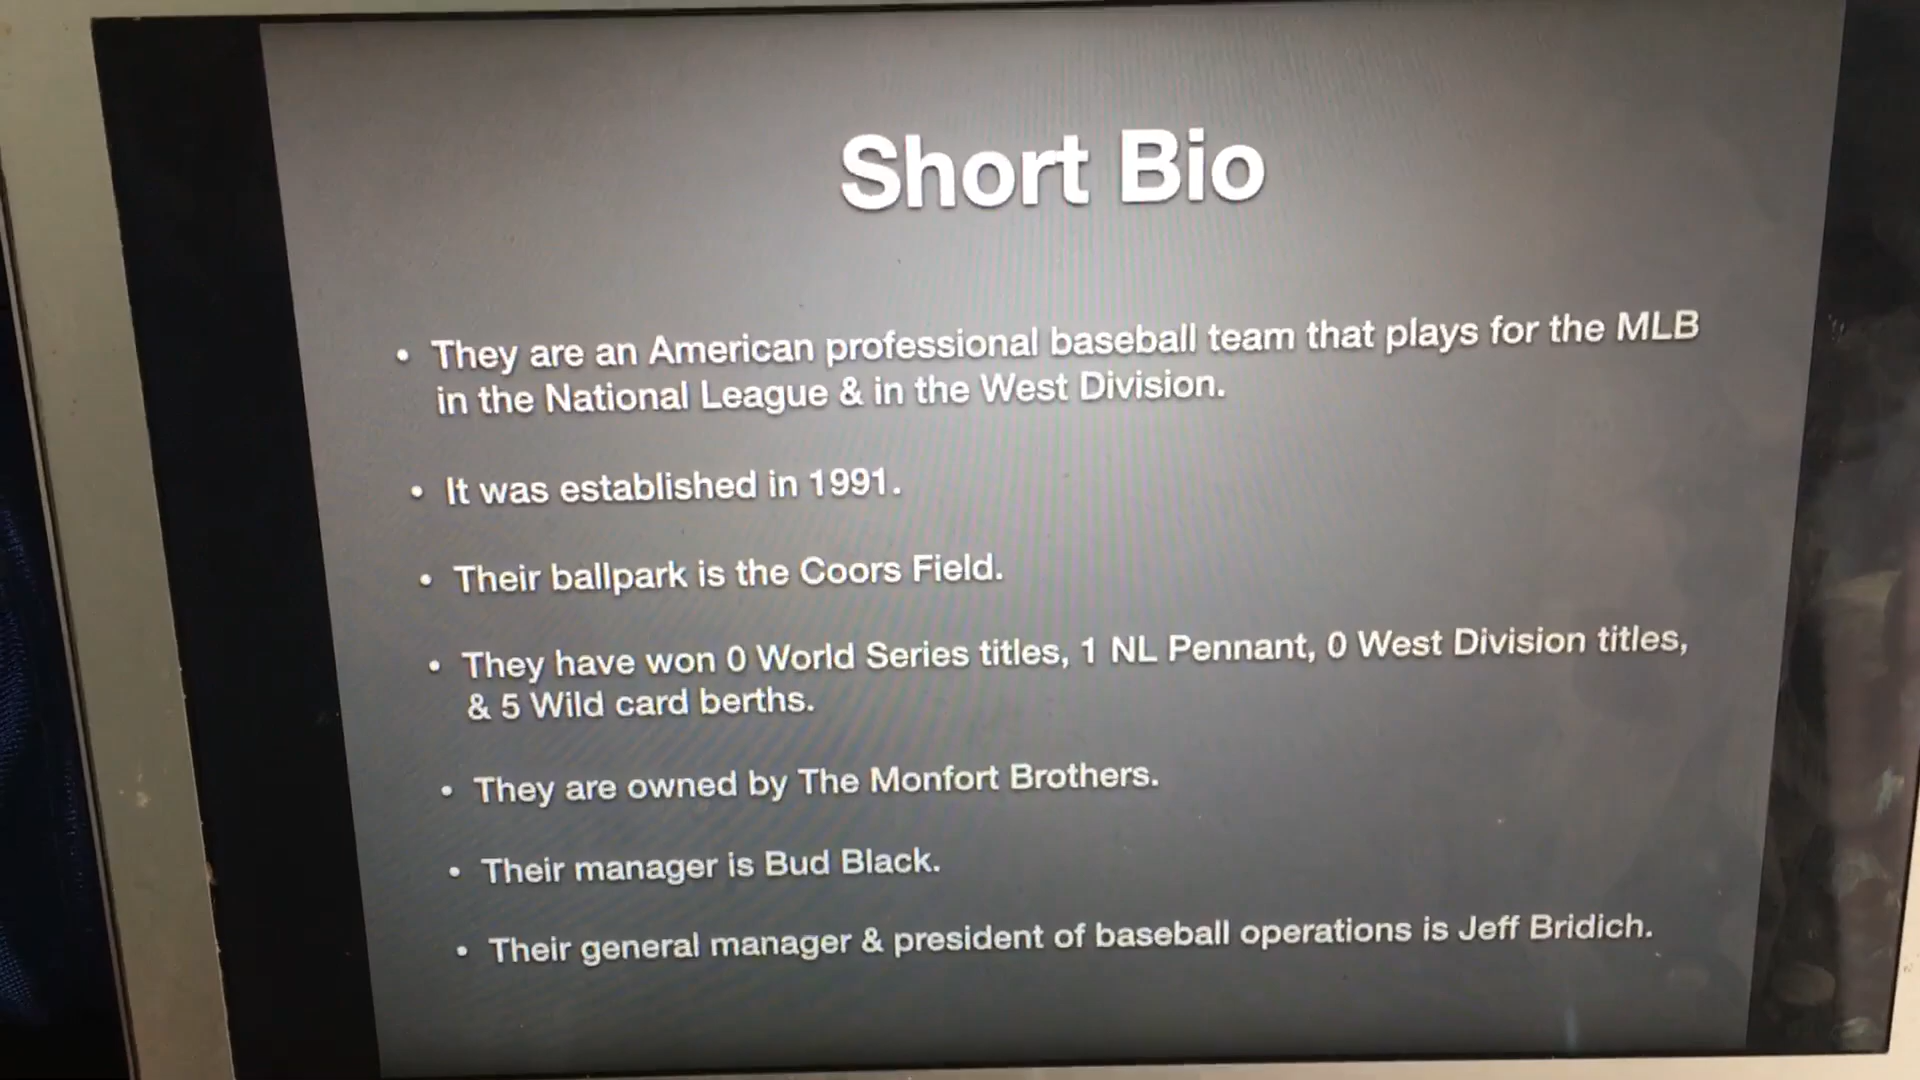 Short Bio
• They are an American professional baseball team that plays for the MLB
in the National League & in the West Division.
• It was established in 1991.
• Their ballpark is the Coors Field.
• They have won 0 World Series titles, 1 NL Pennant, 0 West Division titles,
& 5 Wild card berths.
• They are owned by The Monfort Brothers.
• Their manager is Bud Black.
• Their general manager & president of baseball operations is Jeff Bridich.